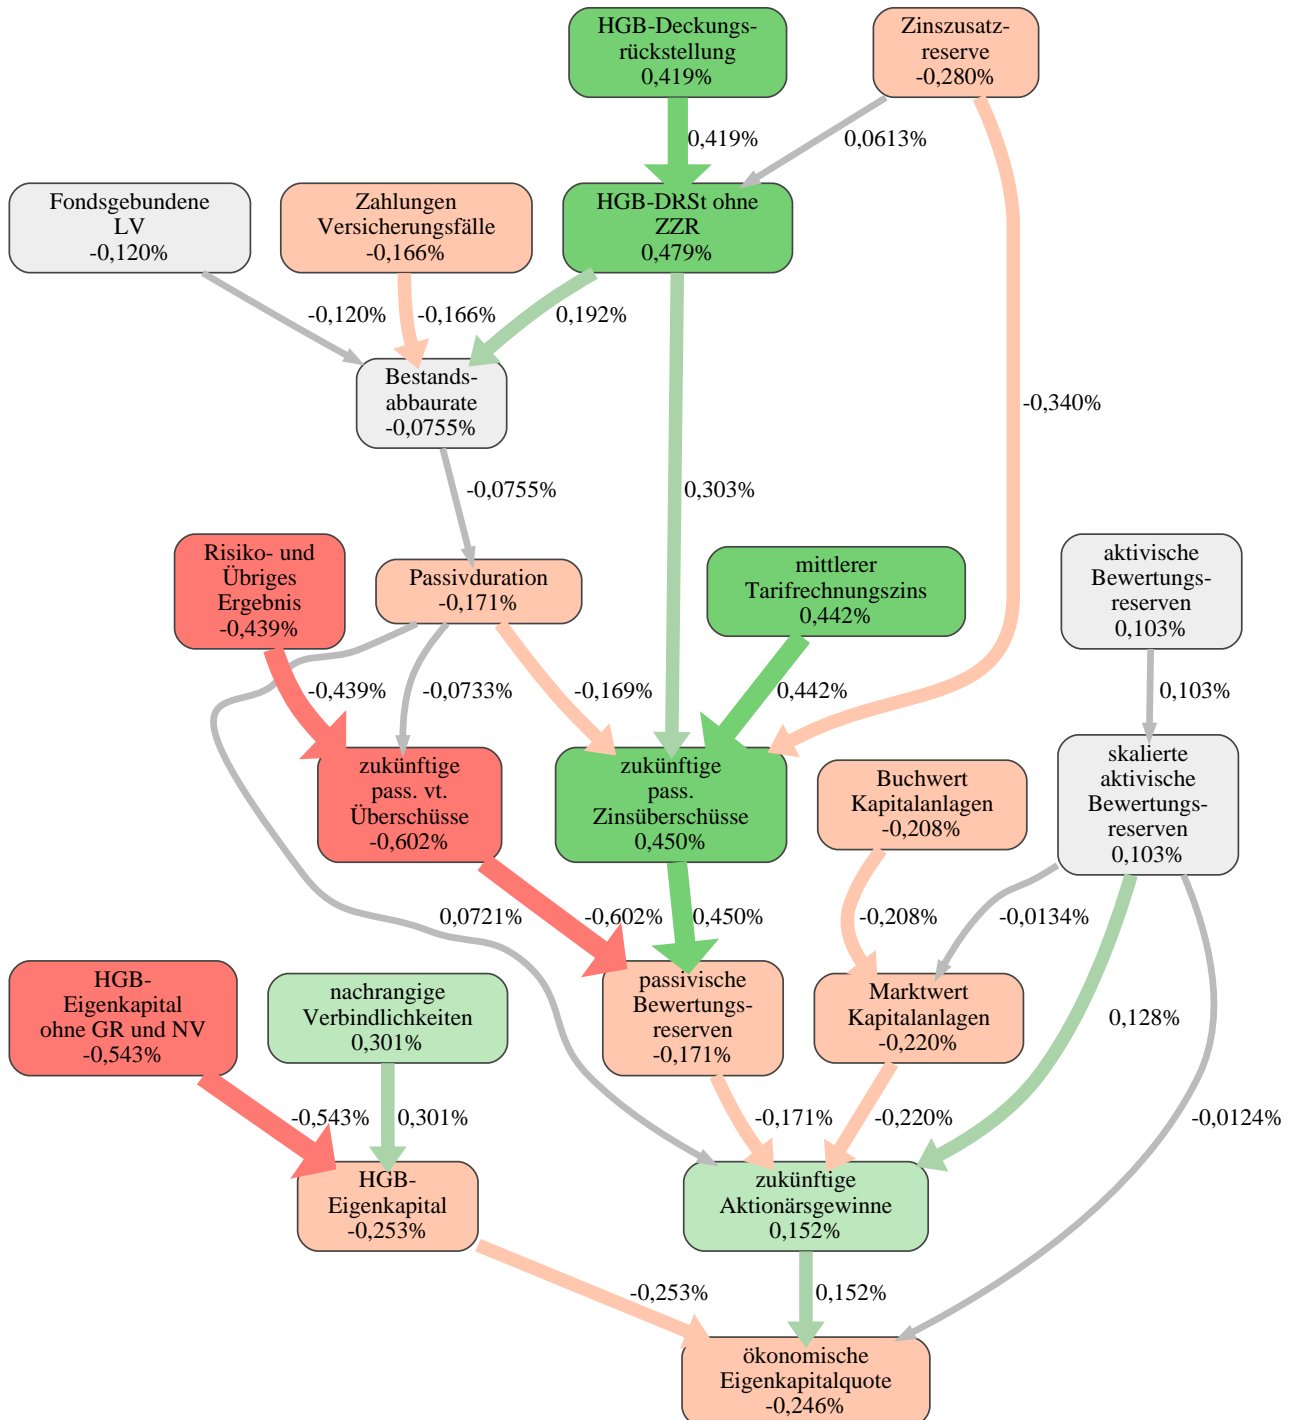 HGB-Deckungs-
rückstellung
0,419%
Zinszusatz-
reserve
-0,280%
0,419%
0,0613%
Fondsgebundene
LV
-0,120%
Zahlungen
Versicherungsfälle
-0,166%
HGB-DRSt ohne
ZZR
0,479%
-0,120%
-0,166%
0,192%
Bestands-
abbaurate
-0,0755%
-0,340%
-0,0755%
0,303%
Risiko- und
Übriges
Ergebnis
-0,439%
Passivduration
-0,171%
mittlerer
Tarifrechnungszins
0,442%
aktivische
Bewertungs-
reserven
0,103%
-0,439%
-0,0733%
-0,169%
0,442%
0,103%
zukünftige
pass. vt.
Überschüsse
-0,602%
zukünftige
pass.
Zinsüberschüsse
0,450%
Buchwert
Kapitalanlagen
-0,208%
skalierte
aktivische
Bewertungs-
reserven
0,103%
0,0721%
-0,602%
0,450%
-0,208%
-0,0134%
HGB-
Eigenkapital
ohne GR und NV
-0,543%
nachrangige
Verbindlichkeiten
0,301%
passivische
Bewertungs-
reserven
-0,171%
Marktwert
Kapitalanlagen
-0,220%
0,128%
-0,543%
0,301%
-0,171%
-0,220%
-0,0124%
HGB-
Eigenkapital
-0,253%
zukünftige
Aktionärsgewinne
0,152%
-0,253%
0,152%
ökonomische
Eigenkapitalquote
-0,246%